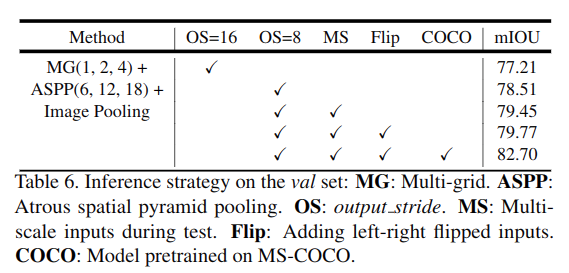 Method OS=16 OS=8 MS Flip COCO mIOU
MG(1, 2, 4) + ✓ 77.21
ASPP(6, 12, 18) + ✓ 78.51
Image Pooling ✓ ✓ 79.45
✓ ✓ ✓ 79.77
✓ ✓ ✓ ✓ 82.70
Table 6. Inference strategy on the val set: MG: Multi-grid. ASPP:
Atrous spatial pyramid pooling. OS: output_stride. MS: Multi-
scale inputs during test. Flip: Adding left-right flipped inputs.
COCO: Model pretrained on MS-COCO.